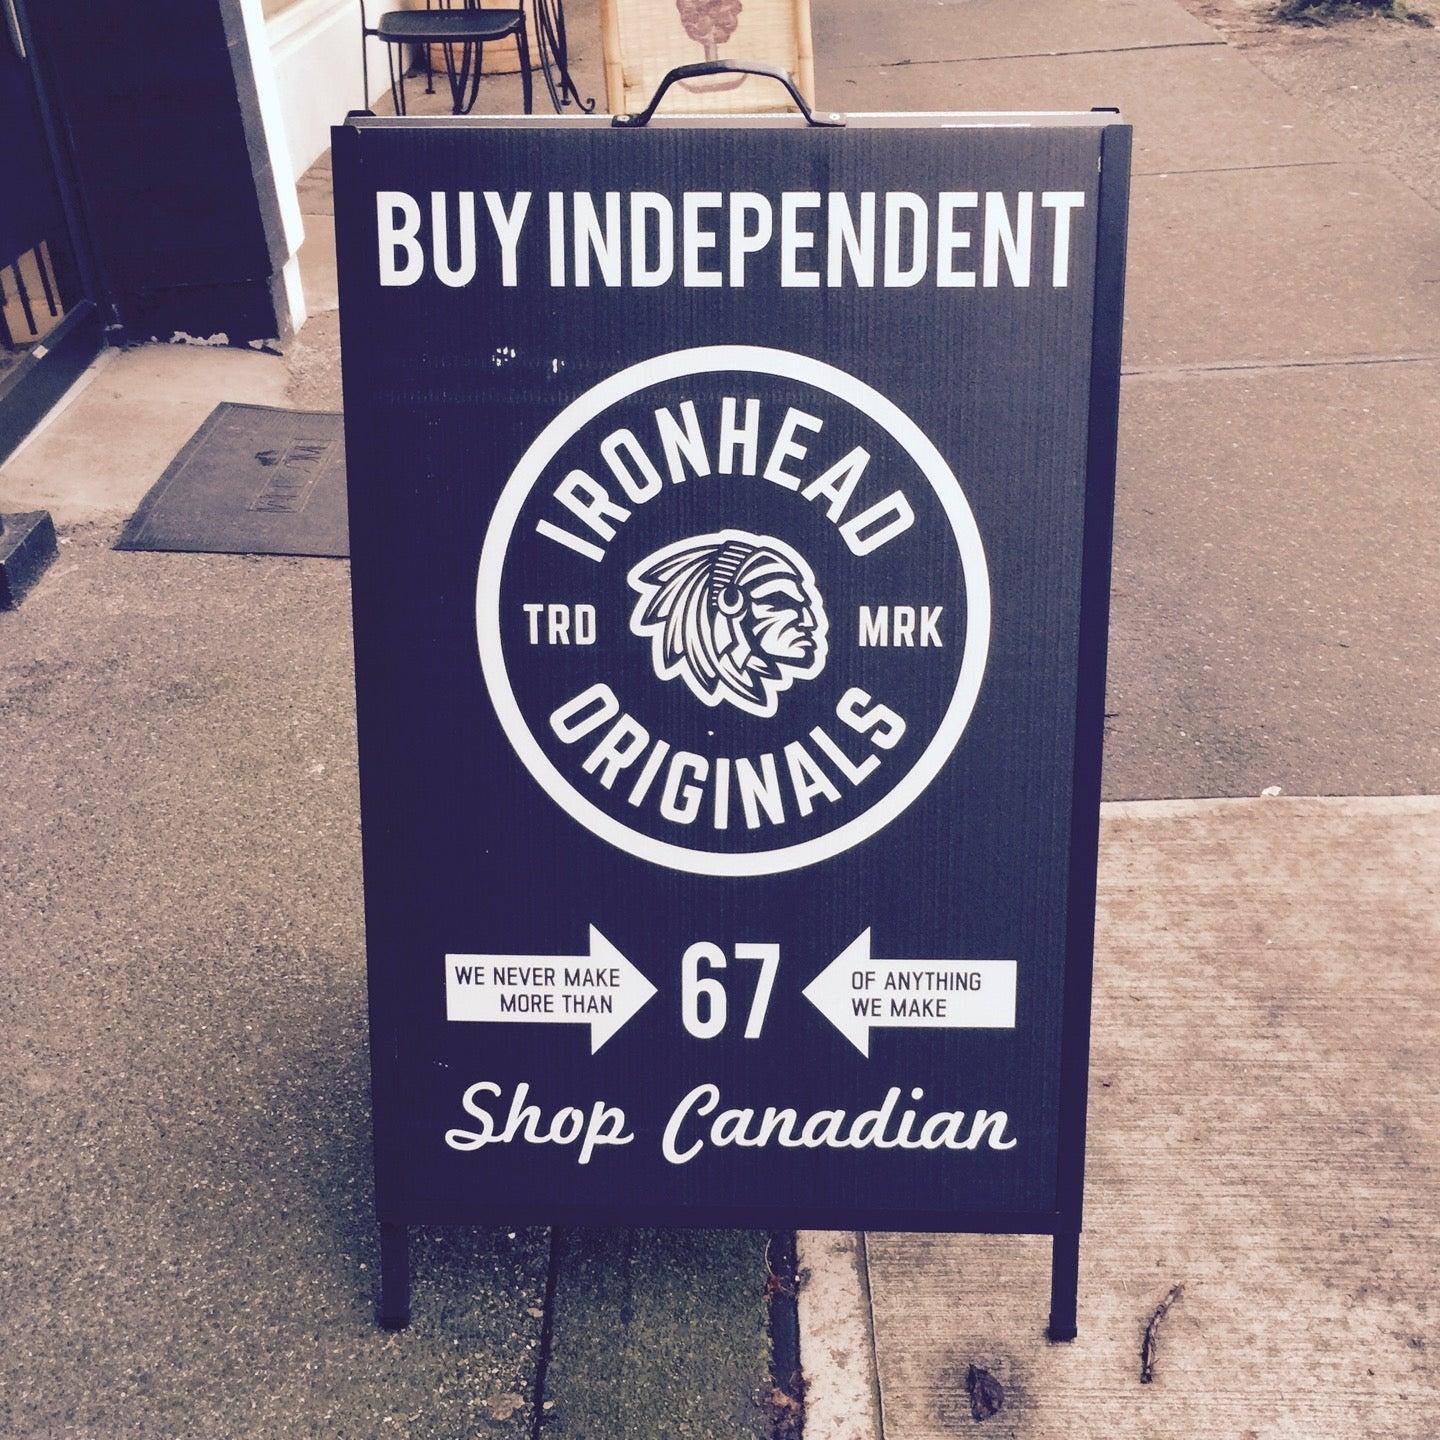 BUY INDEPENDENT
IRONHEAD
TRD MRK
ORIGINALS
WE NEVER MAKE
MORE THAN
67
OF ANYTHING
WE MAKE
Shop Canadian